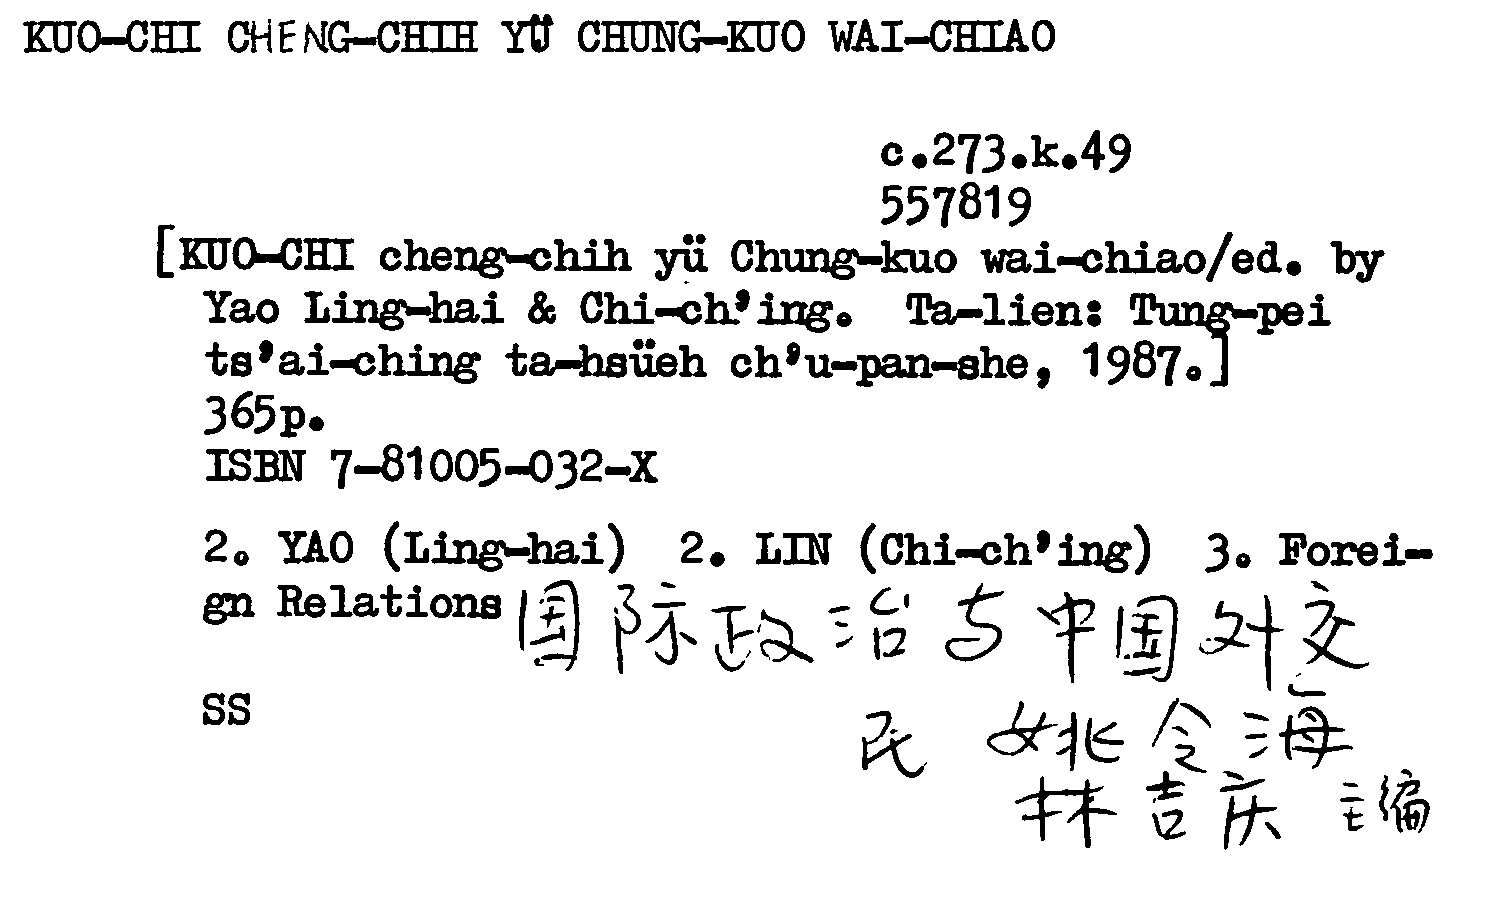 KUO-CHI CHENG-CHIH YÜ CHUNG-KUO WAI-CHIAO
c.273.k.49
557819
[KUO-CHI cheng-chih yü Chung-kuo wai-chiao/ed. by
Yao Ling-hai & Chi-ch'ing. Ta-lien: Tung-pei
ts'ai-ching ta-hsüeh ch'u-pan-she, 1987.]
365p.
ISBN 7-81005-032-X
2. YAO (Ling-hai) 2. LIN (Chi-ch'ing) 3. Forei-
gn Relations 国际政治与中国外交
SS 民 姚令海
林吉庆 主编